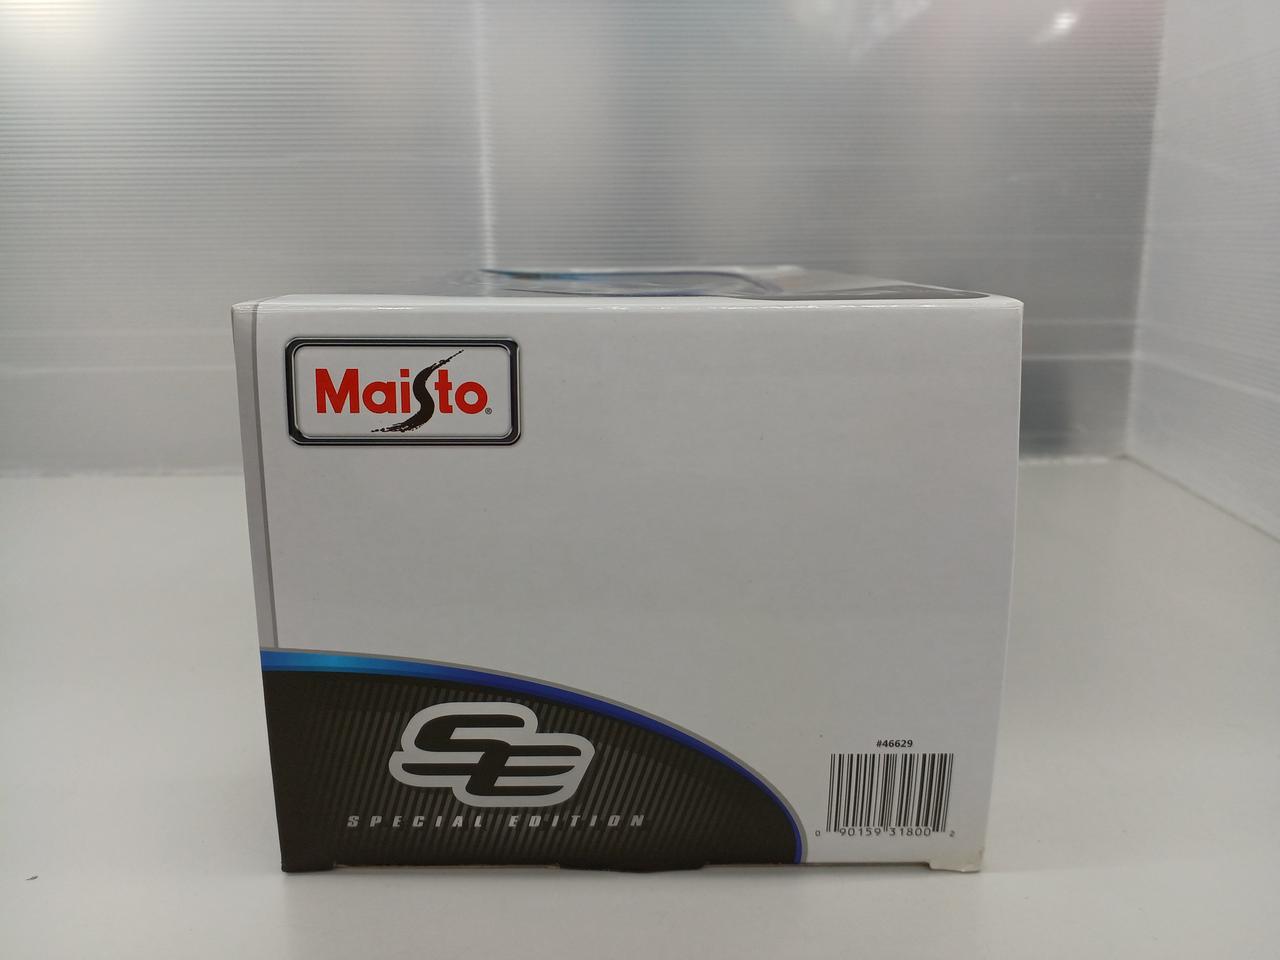 Maisto®
SE
SPECIAL EDITION
#46629
0 90159 31800 2